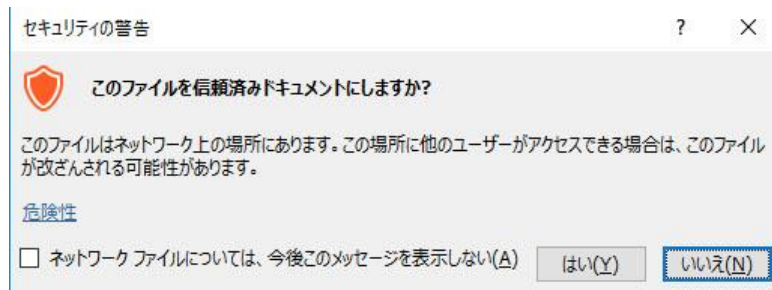 セキュリティの警告 ?
このファイルを信頼済みドキュメントにしますか?
このファイルはネットワーク上の場所にあります。この場所に他のユーザーがアクセスできる場合は、このファイル
が改ざんされる可能性があります。
危険性
ネットワーク ファイルについては、今後このメッセージを表示しない(A) はい(Y) いいえ(N)